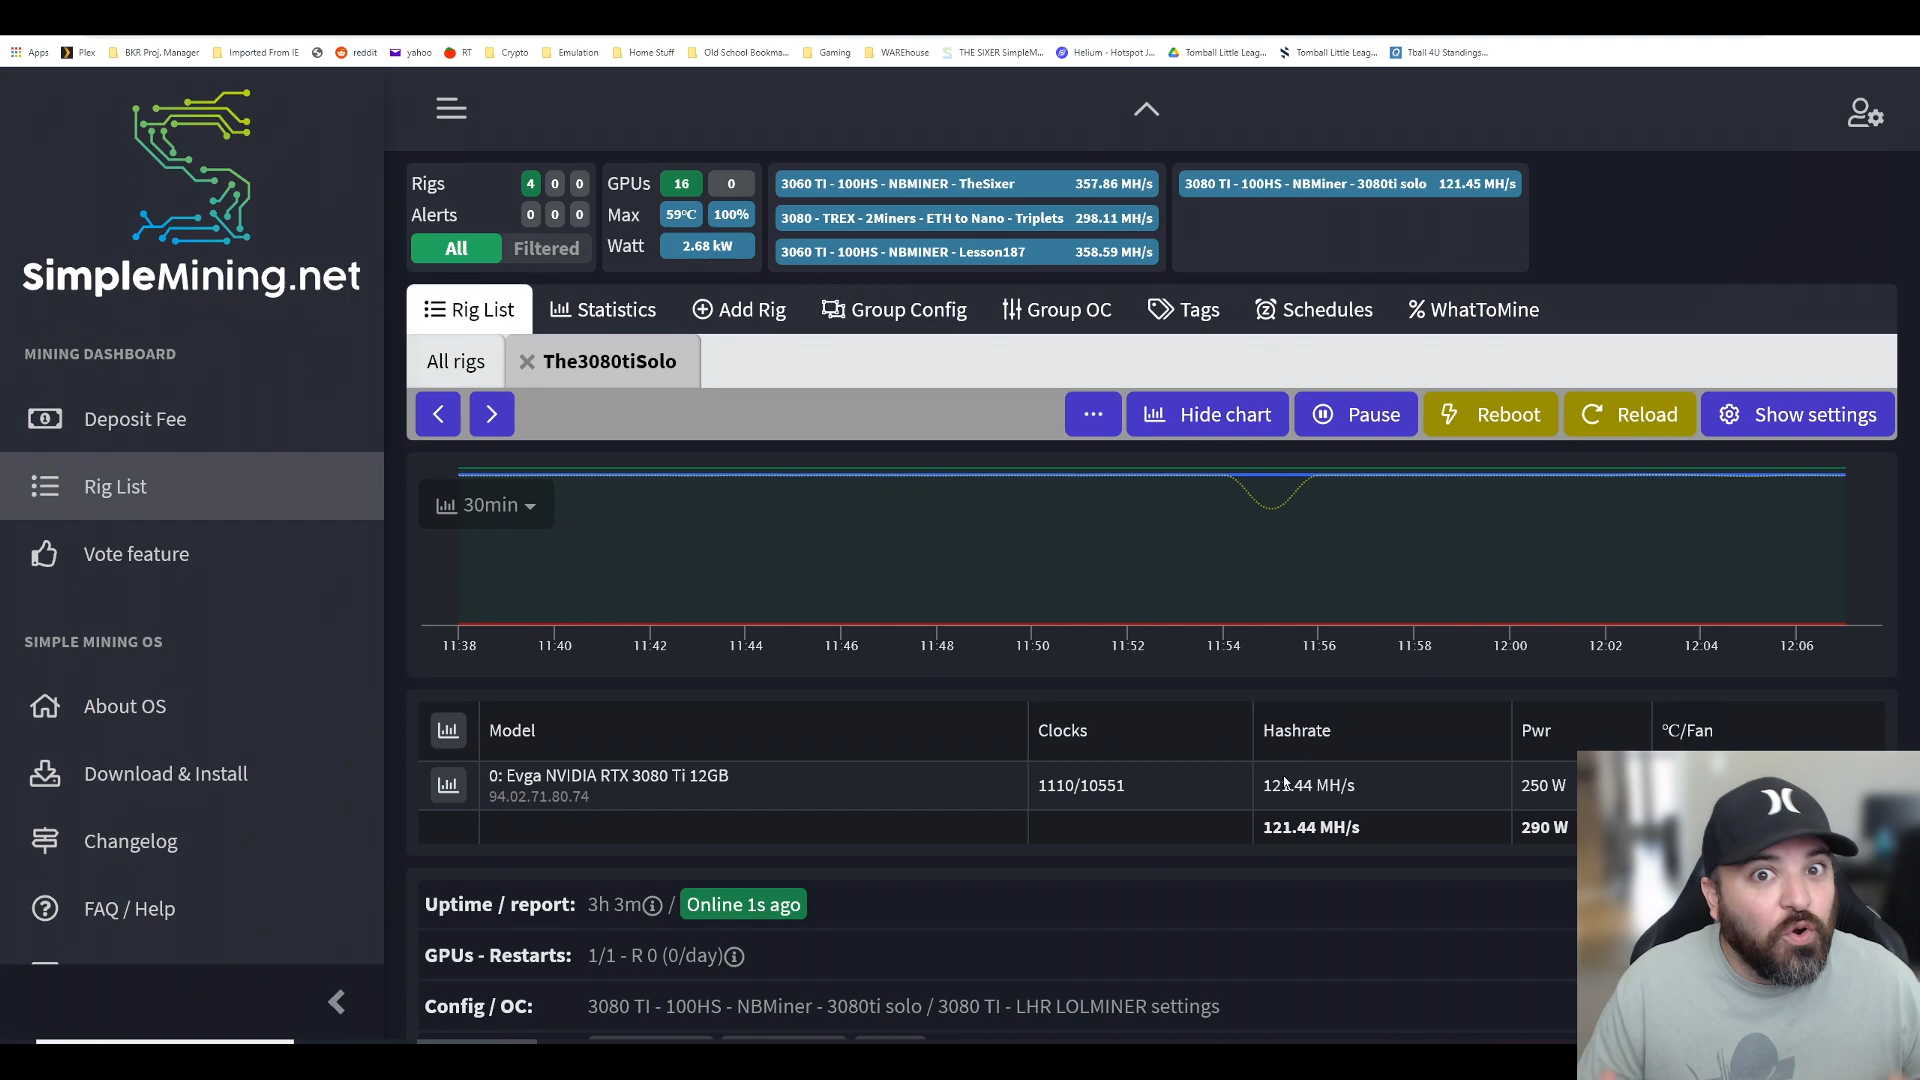 Apps Plex BKR Proj. Manager Imported From IE reddit yahoo RT Crypto Emulation Home Stuff Old School Bookma... Gaming WAREhouse THE SIXER SimpleM... Helium - Hotspot J... Tomball Little Leag... Tomball Little Leag... Tball 4U Standings...
SimpleMining.net
MINING DASHBOARD
Deposit Fee
Rig List
Vote feature
SIMPLE MINING OS
About OS
Download & Install
Changelog
FAQ / Help
Rigs 4 0 0
Alerts 0 0 0
All Filtered
GPUs 16 0
Max 59°C 100%
Watt 2.68 kW
3060 TI - 100HS - NBMINER - TheSixer 357.86 MH/s
3080 - TREX - 2Miners - ETH to Nano - Triplets 298.11 MH/s
3060 TI - 100HS - NBMINER - Lesson187 358.59 MH/s
3080 TI - 100HS - NBMiner - 3080ti solo 121.45 MH/s
Rig List Statistics Add Rig Group Config Group OC Tags Schedules WhatToMine
All rigs The3080tiSolo
... Hide chart Pause Reboot Reload Show settings
30min
11:38 11:40 11:42 11:44 11:46 11:48 11:50 11:52 11:54 11:56 11:58 12:00 12:02 12:04 12:06
Model Clocks Hashrate Pwr °C/Fan
0: Evga NVIDIA RTX 3080 Ti 12GB 1110/10551 121.44 MH/s 250 W
94.02.71.80.74
121.44 MH/s 290 W
Uptime / report: 3h 3m / Online 1s ago
GPUs - Restarts: 1/1 - R 0 (0/day)
Config / OC: 3080 TI - 100HS - NBMiner - 3080ti solo / 3080 TI - LHR LOLMINER settings